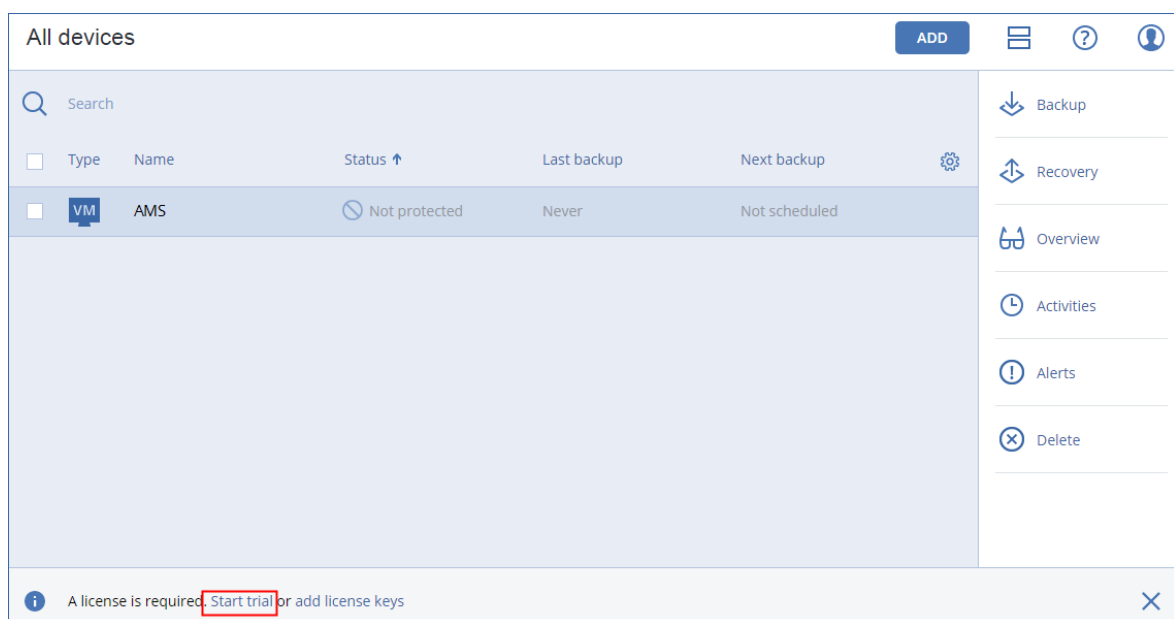 All devices
ADD
?
Search
Type Name Status Last backup Next backup
VM AMS Not protected Never Not scheduled
Backup
Recovery
Overview
Activities
Alerts
Delete
A license is required. Start trial or add license keys